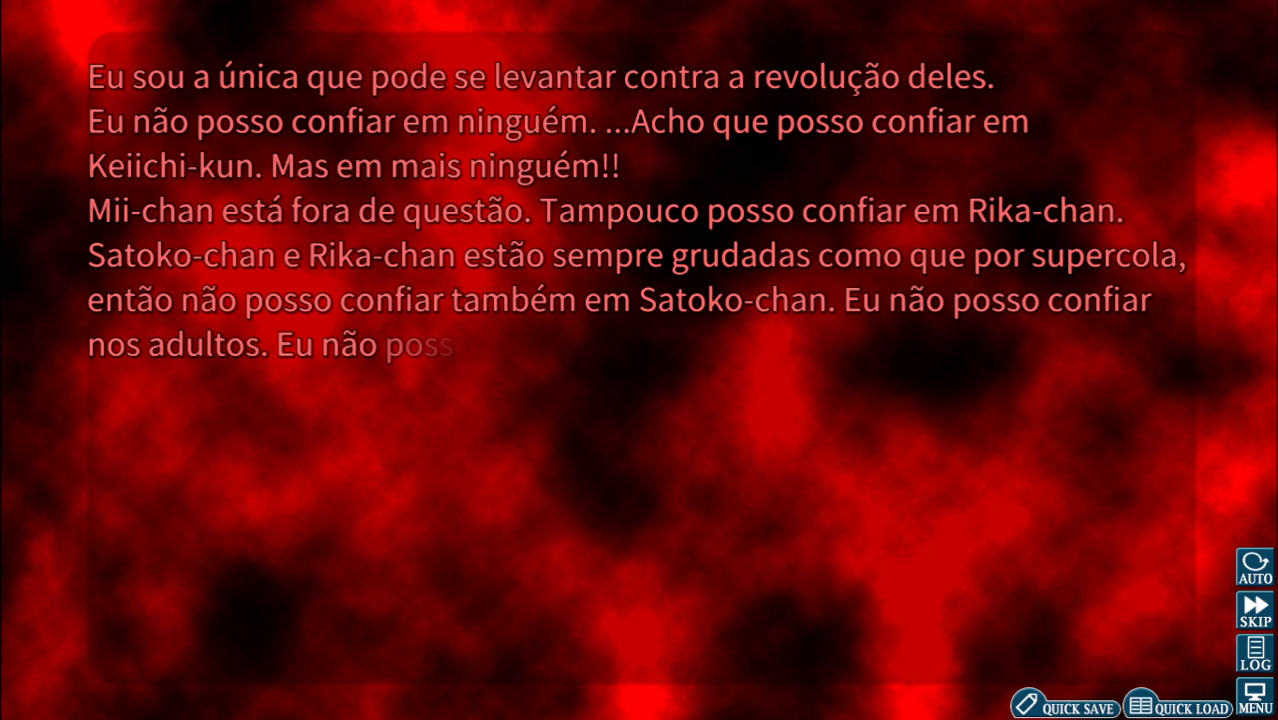 Eu sou a única que pode se levantar contra a revolução deles.
Eu não posso confiar em ninguém. ...Acho que posso confiar em
Keiichi-kun. Mas em mais ninguém!!
Mii-chan está fora de questão. Tampouco posso confiar em Rika-chan.
Satoko-chan e Rika-chan estão sempre grudadas como que por supercola,
então não posso confiar também em Satoko-chan. Eu não posso confiar
nos adultos. Eu não poss
AUTO
SKIP
LOG
QUICK SAVE QUICK LOAD MENU